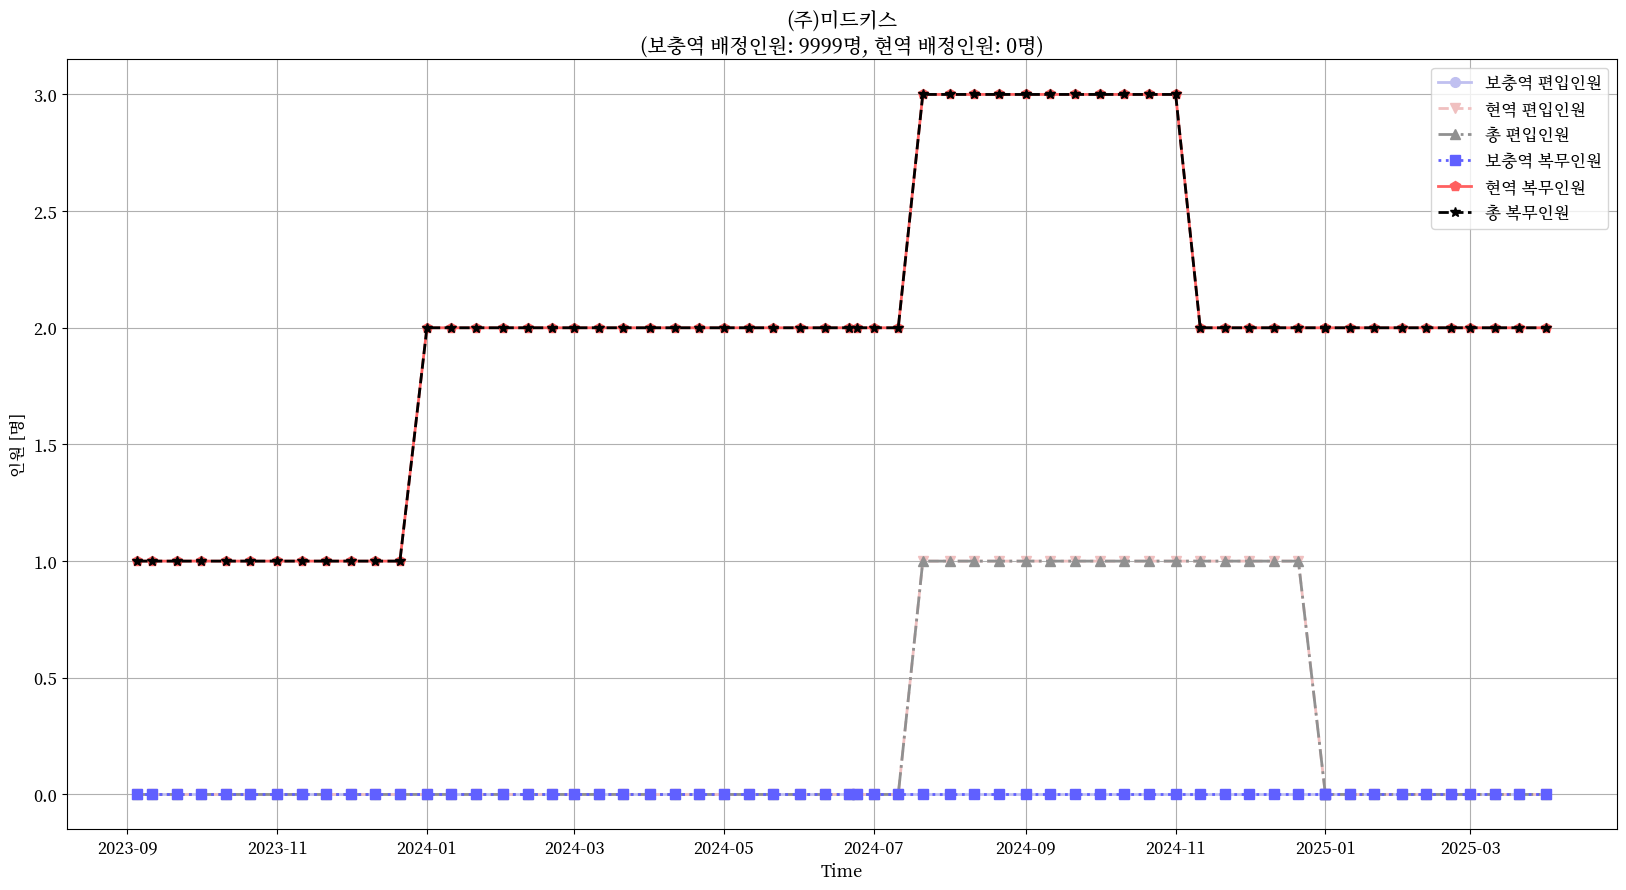 (주)미드키스
(보충역 배정인원: 9999명, 현역 배정인원: 0명)
보충역 편입인원
현역 편입인원
총 편입인원
보충역 복무인원
현역 복무인원
총 복무인원
인원 [명]
3.0
2.5
2.0
1.5
1.0
0.5
0.0
2023-09
2023-11
2024-01
2024-03
2024-05
2024-07
2024-09
2024-11
2025-01
2025-03
Time